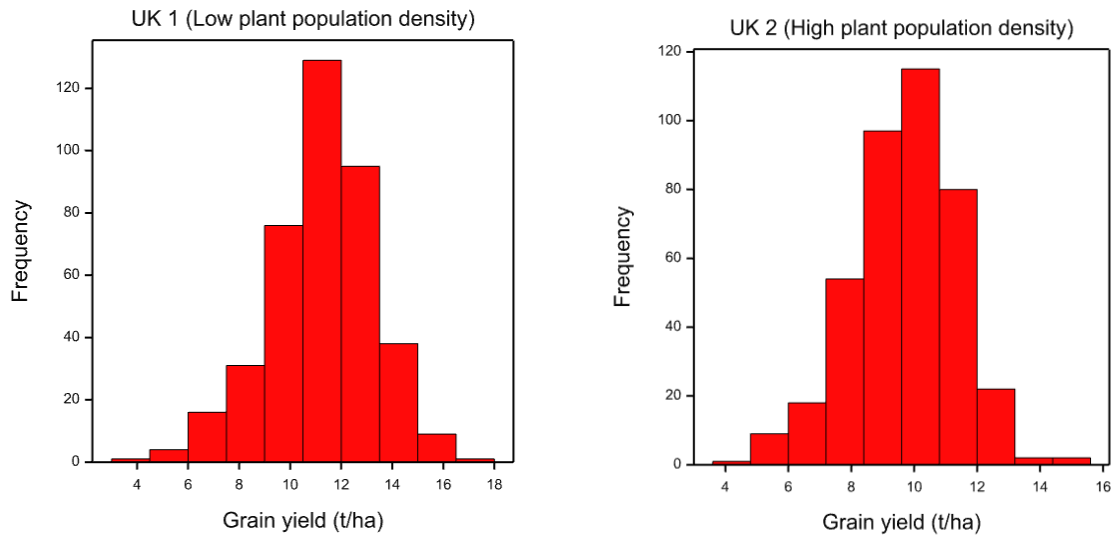 UK 1 (Low plant population density)
Frequency
120
100
80
60
40
20
0
4 6 8 10 12 14 16 18
Grain yield (t/ha)
UK 2 (High plant population density)
Frequency
120
100
80
60
40
20
0
4 6 8 10 12 14 16
Grain yield (t/ha)